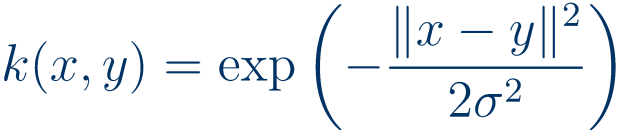 k(x, y) = exp(−‖x − y‖² / 2σ²)